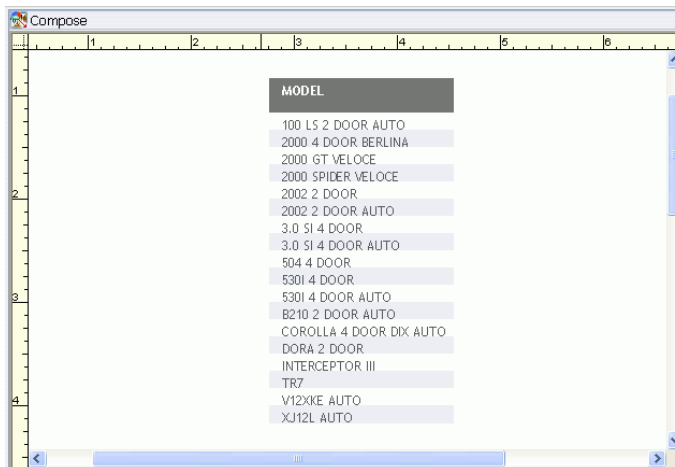 Compose
1 2 3 4 5 6
1
MODEL
100 LS 2 DOOR AUTO
2000 4 DOOR BERLINA
2000 GT VELOCE
2000 SPIDER VELOCE
2
2002 2 DOOR
2002 2 DOOR AUTO
3.0 SI 4 DOOR
3.0 SI 4 DOOR AUTO
504 4 DOOR
530I 4 DOOR
3
530I 4 DOOR AUTO
B210 2 DOOR AUTO
COROLLA 4 DOOR DIX AUTO
DORA 2 DOOR
INTERCEPTOR III
TR7
4
V12XKE AUTO
XJ12L AUTO